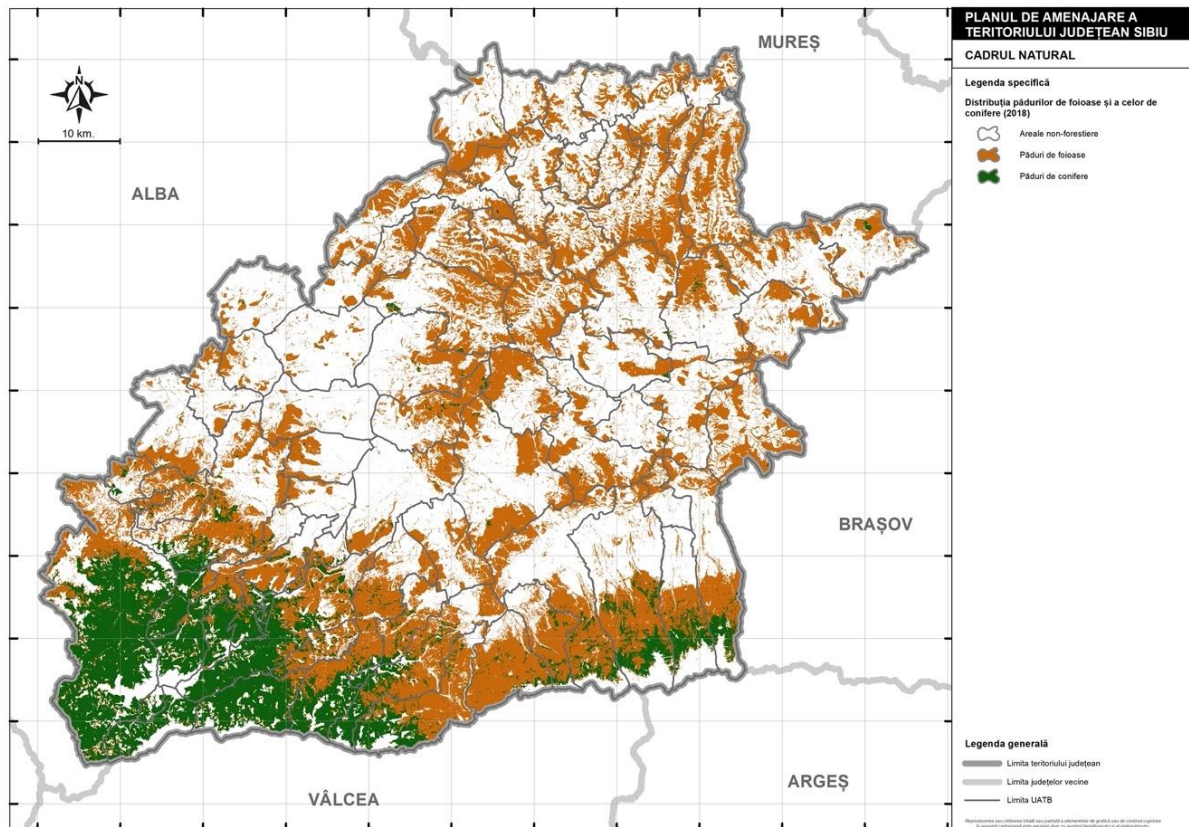 PLANUL DE AMENAJARE A
TERITORIULUI JUDEȚEAN SIBIU
CADRUL NATURAL
Legenda specifică
Distribuția pădurilor de foioase și a celor de
conifere (2018)
Areale non-forestiere
Păduri de foioase
Păduri de conifere
MUREȘ
N
10 km.
ALBA
BRAȘOV
ARGEȘ
VÂLCEA
Legenda generală
Limita teritoriului județean
Limita județelor vecine
Limita UATB